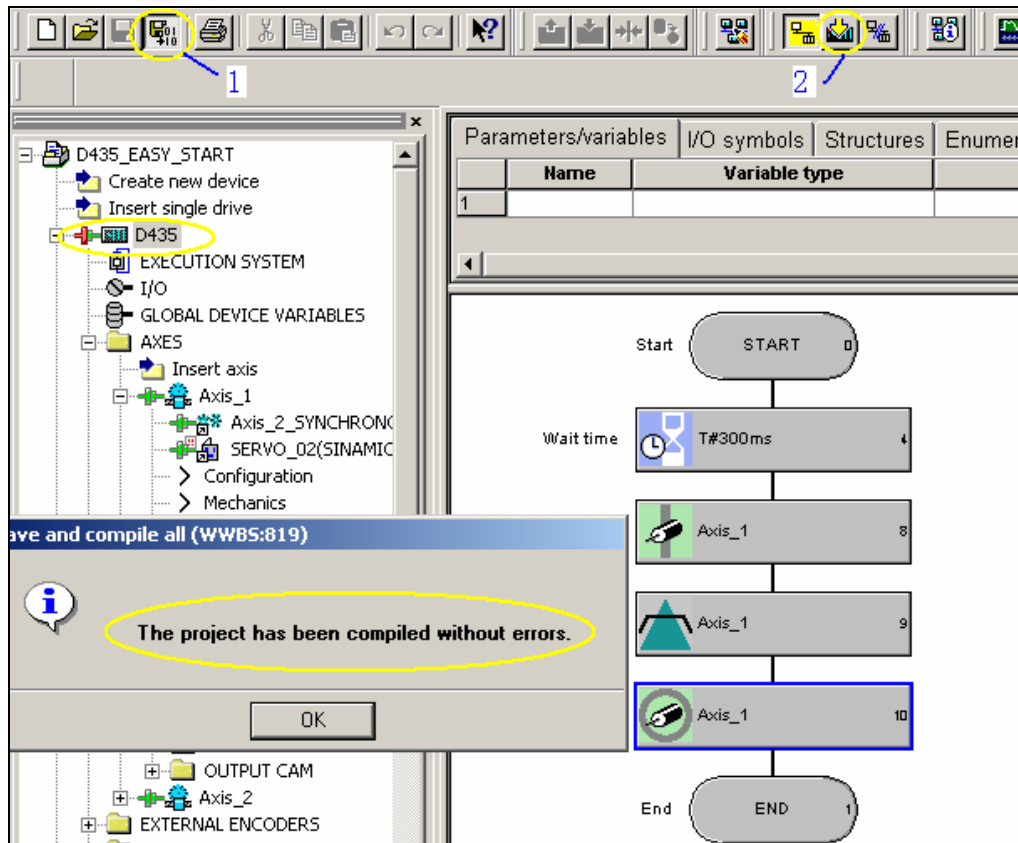 1
2
Parameters/variables
I/O symbols
Structures
Name
Variable type
1
D435_EASY_START
Create new device
Insert single drive
D435
EXECUTION SYSTEM
I/O
GLOBAL DEVICE VARIABLES
AXES
Insert axis
Axis_1
Axis_2_SYNCHRON
SERVO_02(SINAMIC
Configuration
Mechanics
ave and compile all (WWBS:819)
The project has been compiled without errors.
OK
OUTPUT CAM
Axis_2
EXTERNAL ENCODERS
Start START 0
Wait time T#300ms 4
Axis_1 8
Axis_1 9
Axis_1 10
End END 1